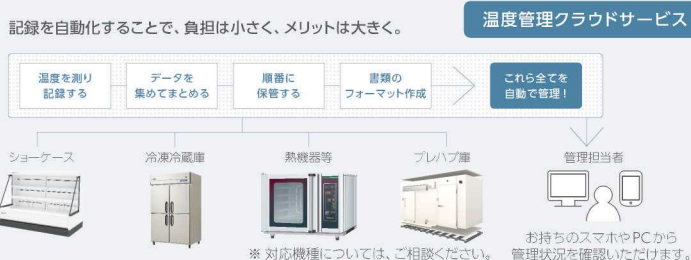 記録を自動化することで、負担は小さく、メリットは大きく。
温度管理クラウドサービス
温度を測り
記録する
データを
集めてまとめる
順番に
保管する
書類の
フォーマット作成
これら全てを
自動で管理！
ショーケース
冷凍冷蔵庫
熱機器等
プレハブ庫
管理担当者
※ 対応機種については、ご相談ください。
お持ちのスマホやPCから
管理状況を確認いただけます。